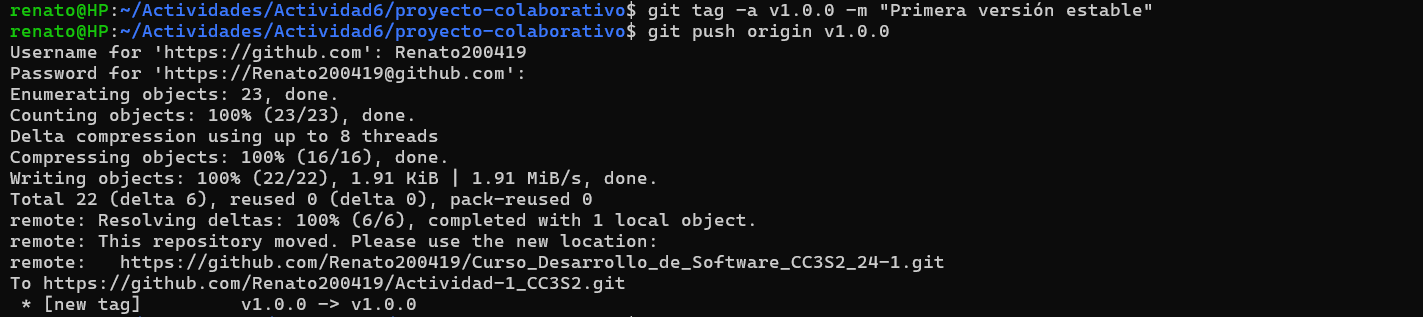 renato@HP:~/Actividades/Actividad6/proyecto-colaborativo$ git tag -a v1.0.0 -m "Primera versión estable"
renato@HP:~/Actividades/Actividad6/proyecto-colaborativo$ git push origin v1.0.0
Username for 'https://github.com': Renato200419
Password for 'https://Renato200419@github.com':
Enumerating objects: 23, done.
Counting objects: 100% (23/23), done.
Delta compression using up to 8 threads
Compressing objects: 100% (16/16), done.
Writing objects: 100% (22/22), 1.91 KiB | 1.91 MiB/s, done.
Total 22 (delta 6), reused 0 (delta 0), pack-reused 0
remote: Resolving deltas: 100% (6/6), completed with 1 local object.
remote: This repository moved. Please use the new location:
remote:   https://github.com/Renato200419/Curso_Desarrollo_de_Software_CC3S2_24-1.git
To https://github.com/Renato200419/Actividad-1_CC3S2.git
 * [new tag]         v1.0.0 -> v1.0.0